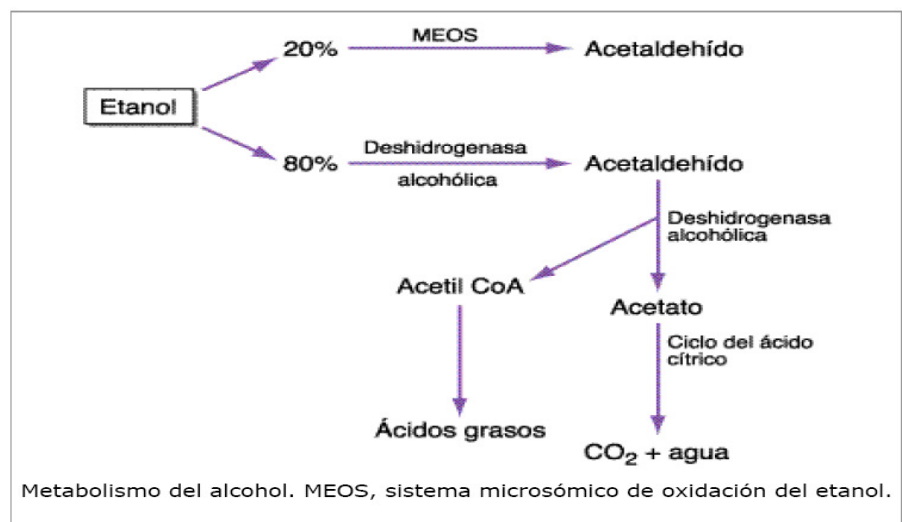 20%
MEOS
Acetaldehído
Etanol
80%
Deshidrogenasa
alcohólica
Acetaldehído
Deshidrogenasa
alcohólica
Acetil CoA
Acetato
Ciclo del ácido
cítrico
Ácidos grasos
CO₂ + agua
Metabolismo del alcohol. MEOS, sistema microsómico de oxidación del etanol.